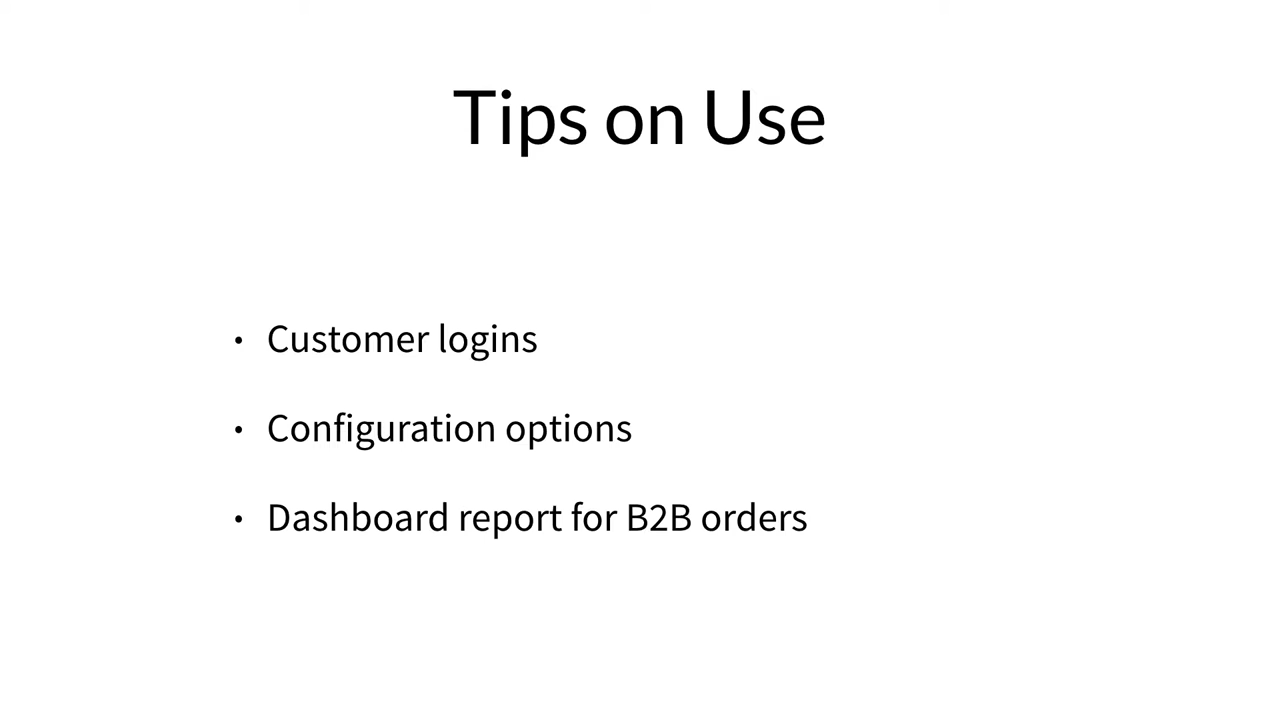 Tips on Use
• Customer logins
• Configuration options
• Dashboard report for B2B orders